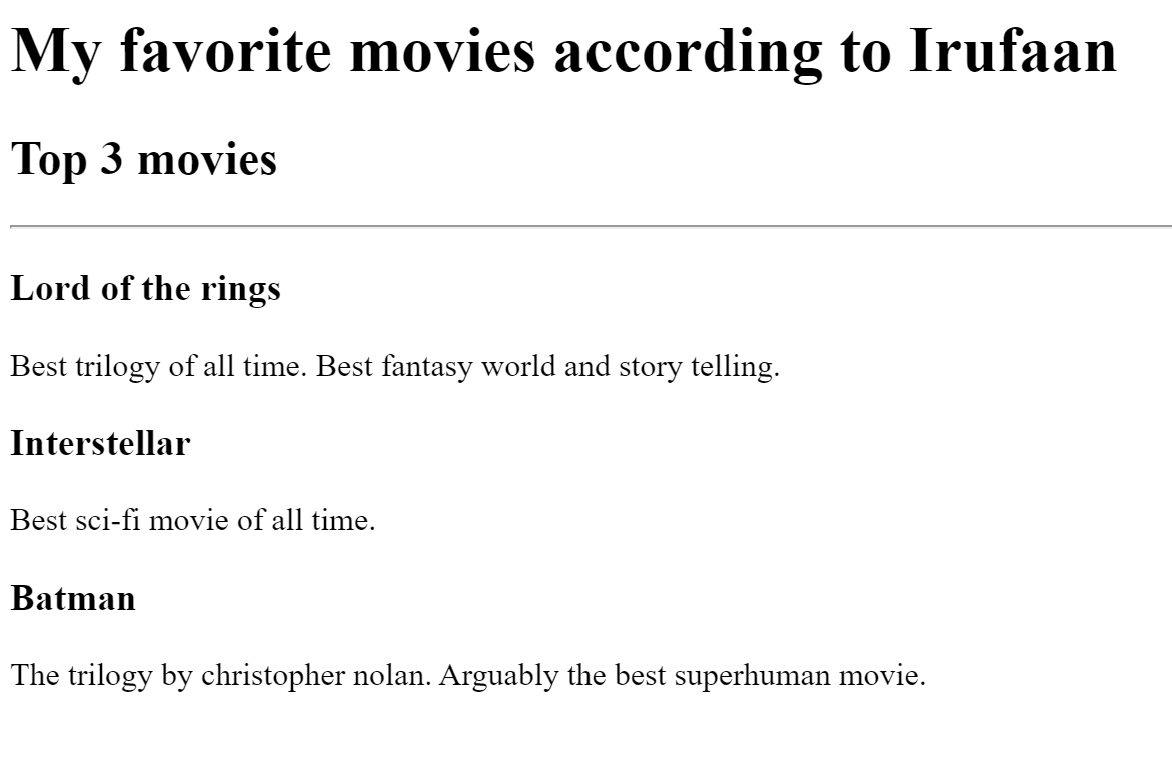 My favorite movies according to Irufaan
Top 3 movies
Lord of the rings
Best trilogy of all time. Best fantasy world and story telling.
Interstellar
Best sci-fi movie of all time.
Batman
The trilogy by christopher nolan. Arguably the best superhuman movie.